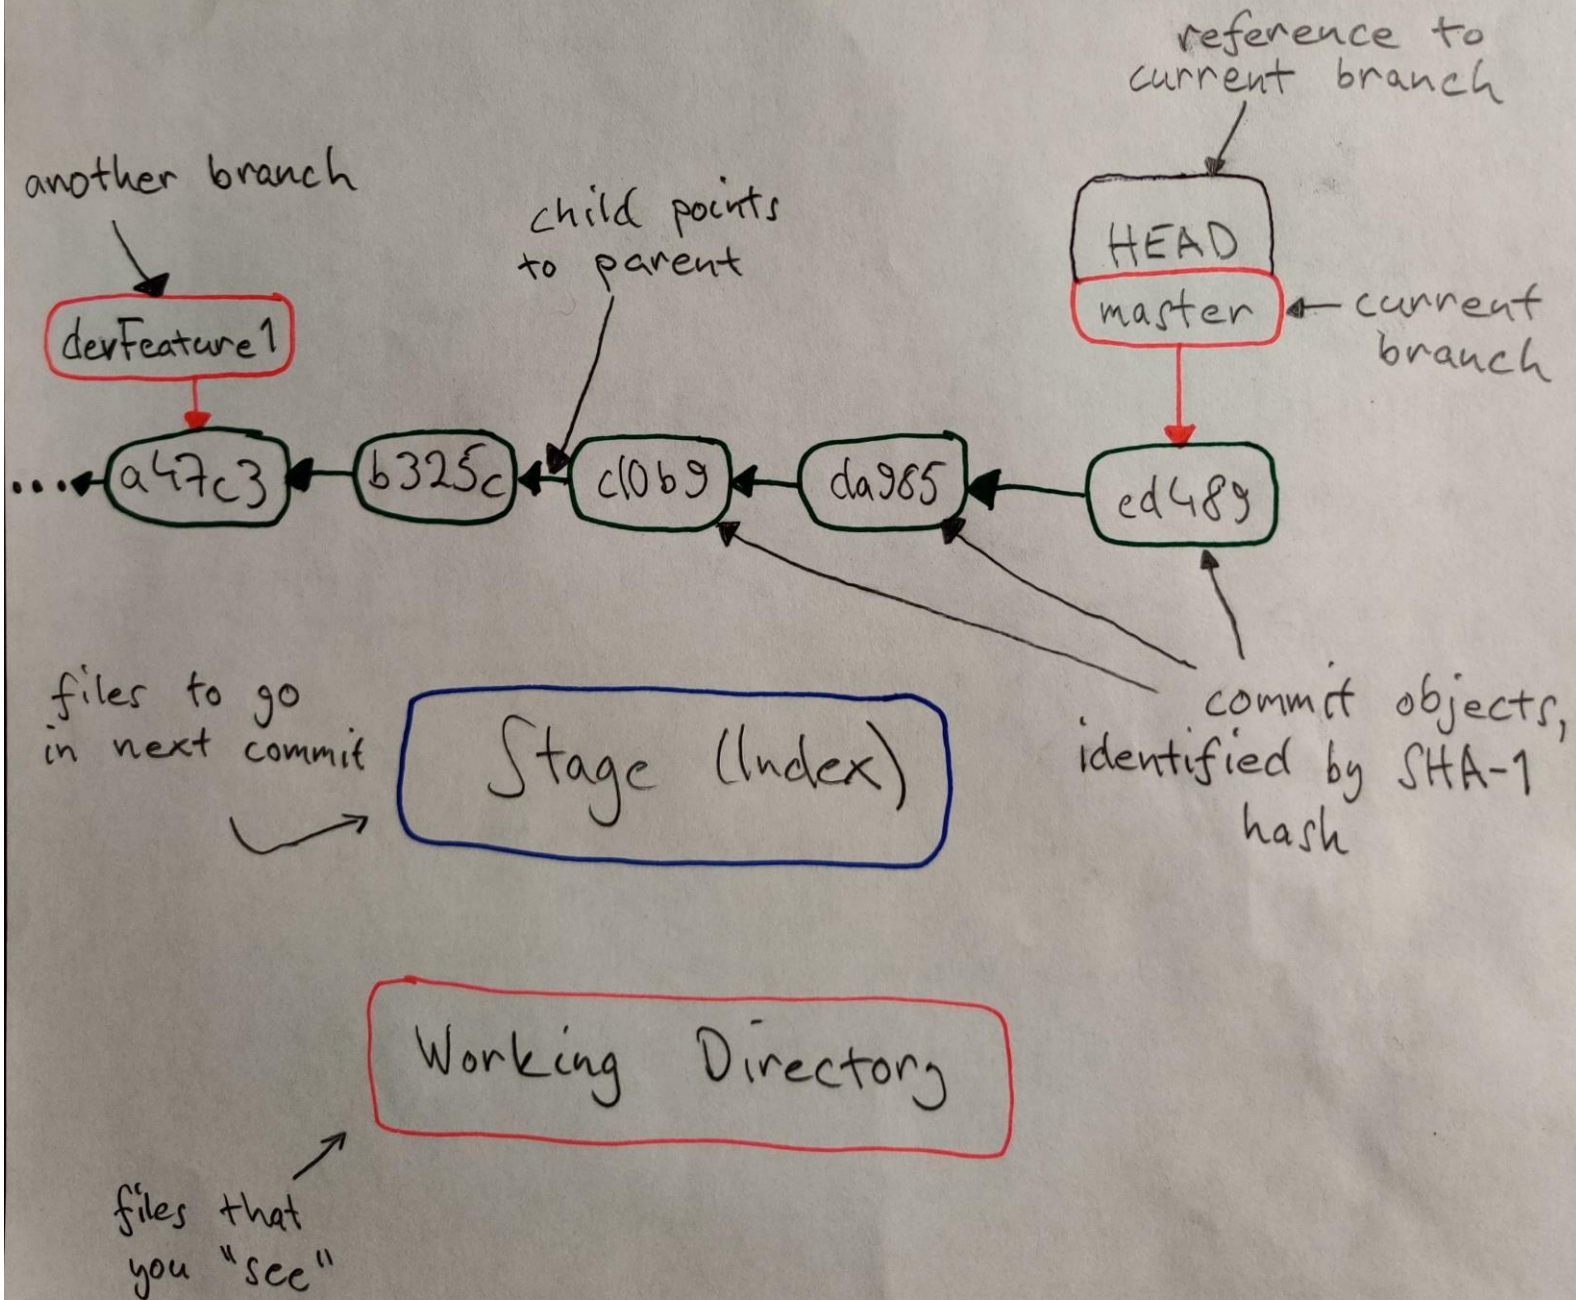 reference to
current branch
another branch
child points
to parent
HEAD
master
current
branch
devFeature1
...
a47c3
b325c
c10b9
da985
ed489
files to go
in next commit
Stage (Index)
commit objects,
identified by SHA-1
hash
Working Directory
files that
you "see"